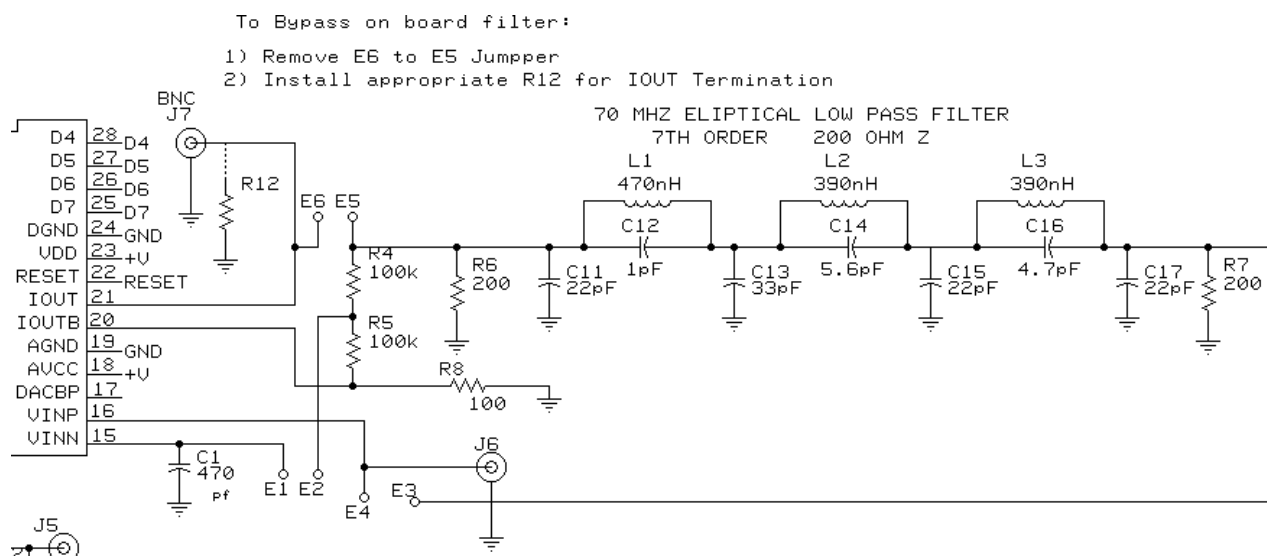 To Bypass on board filter:
1) Remove E6 to E5 Jumpper
2) Install appropriate R12 for IOUT Termination
70 MHZ ELIPTICAL LOW PASS FILTER
7TH ORDER 200 OHM Z
BNC
J7
R12
E6 E5
L1
470nH
L2
390nH
L3
390nH
D4 28 D4
D5 27 D5
D6 26 D6
D7 25 D7
DGND 24 GND
VDD 23 +V
RESET 22 RESET
IOUT 21
IOUTB 20
AGND 19 GND
AVCC 18 +V
DACBP 17
VINP 16
VINN 15
R4
100k
R5
100k
R6
200
C11
22pF
C12
1pF
C13
33pF
C14
5.6pF
C15
22pF
C16
4.7pF
C17
22pF
R7
200
R8
100
C1
470
pf
E1 E2
E4
E3
J6
J5